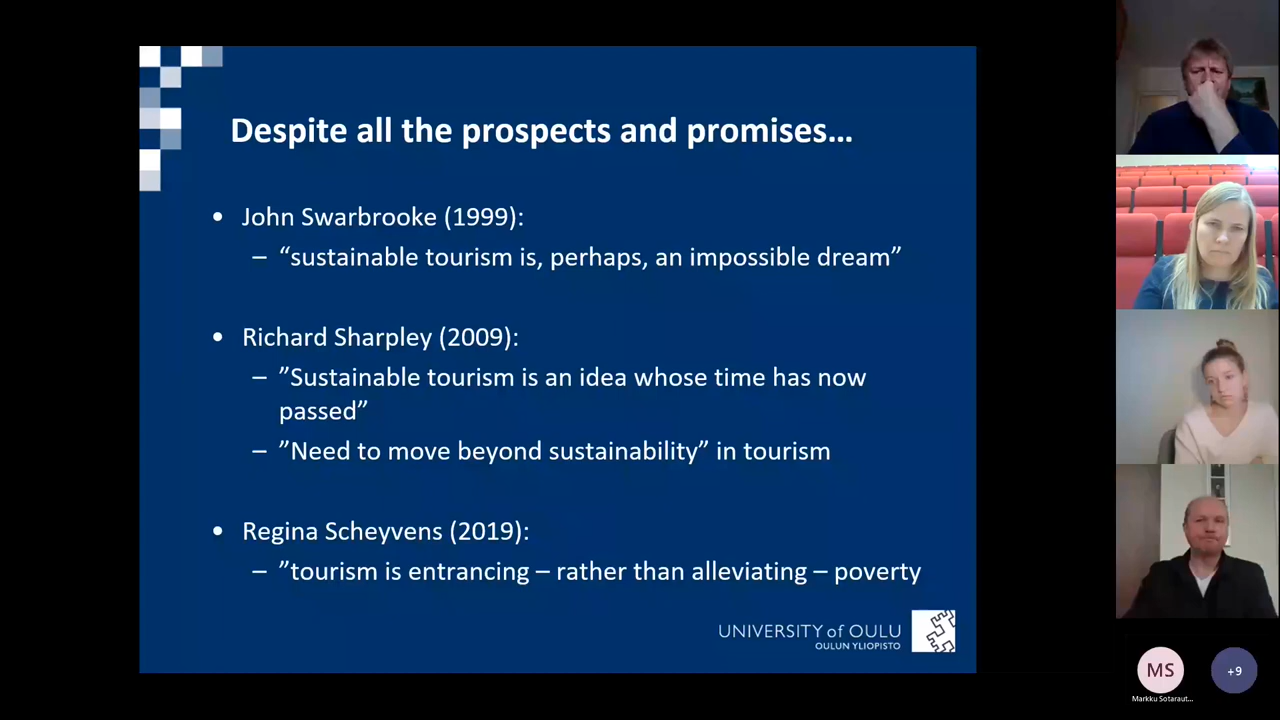 Despite all the prospects and promises…
• John Swarbrooke (1999):
– “sustainable tourism is, perhaps, an impossible dream”
• Richard Sharpley (2009):
– ”Sustainable tourism is an idea whose time has now
passed”
– ”Need to move beyond sustainability” in tourism
• Regina Scheyvens (2019):
– ”tourism is entrancing – rather than alleviating – poverty
UNIVERSITY of OULU
OULUN YLIOPISTO
MS
+9
Markku Sotaraut...